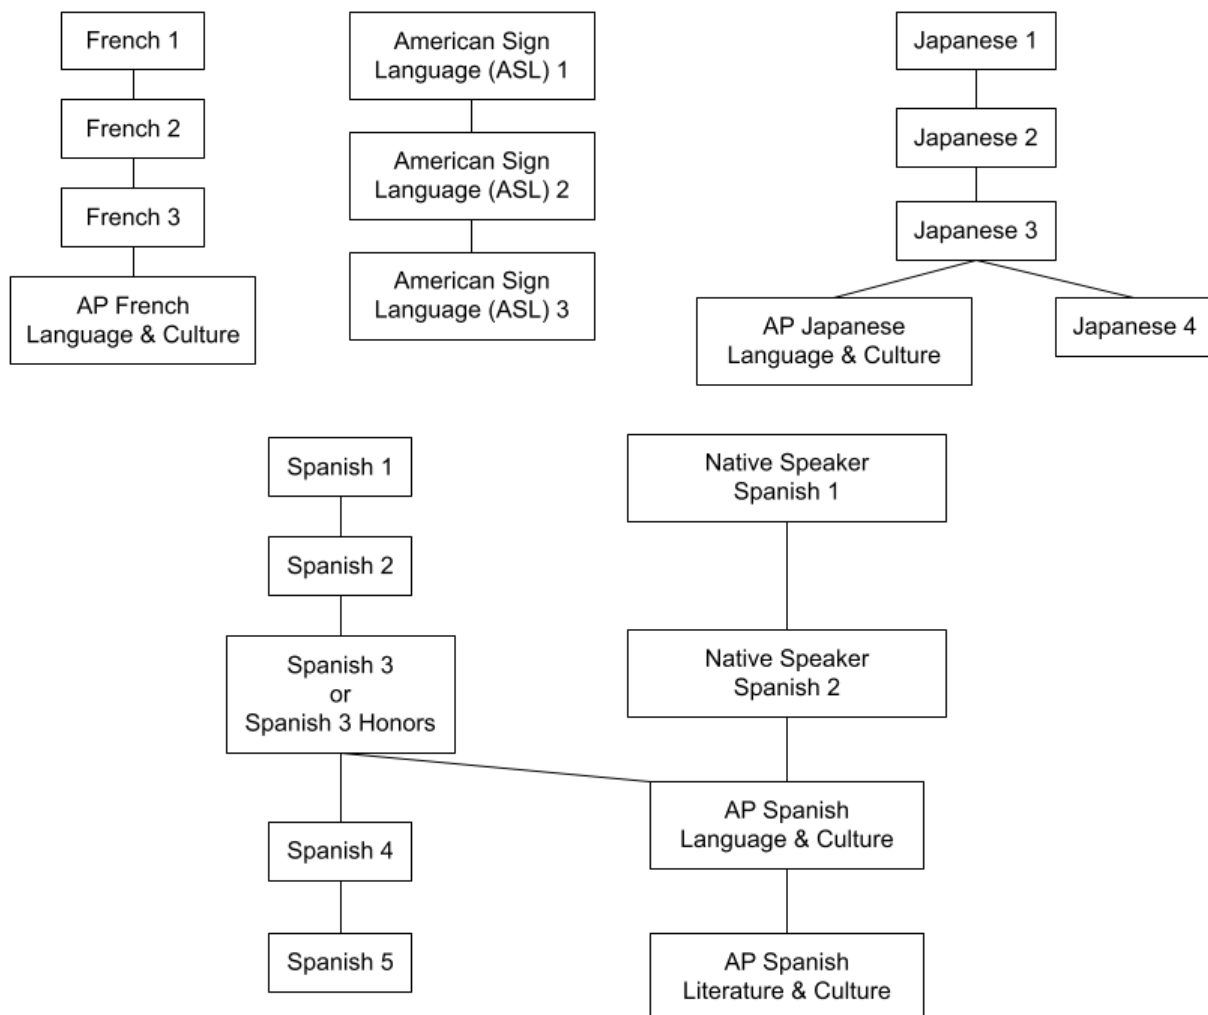 French 1
French 2
French 3
AP French
Language & Culture
American Sign
Language (ASL) 1
American Sign
Language (ASL) 2
American Sign
Language (ASL) 3
Japanese 1
Japanese 2
Japanese 3
AP Japanese
Language & Culture
Japanese 4
Spanish 1
Spanish 2
Spanish 3
or
Spanish 3 Honors
Spanish 4
Spanish 5
Native Speaker
Spanish 1
Native Speaker
Spanish 2
AP Spanish
Language & Culture
AP Spanish
Literature & Culture